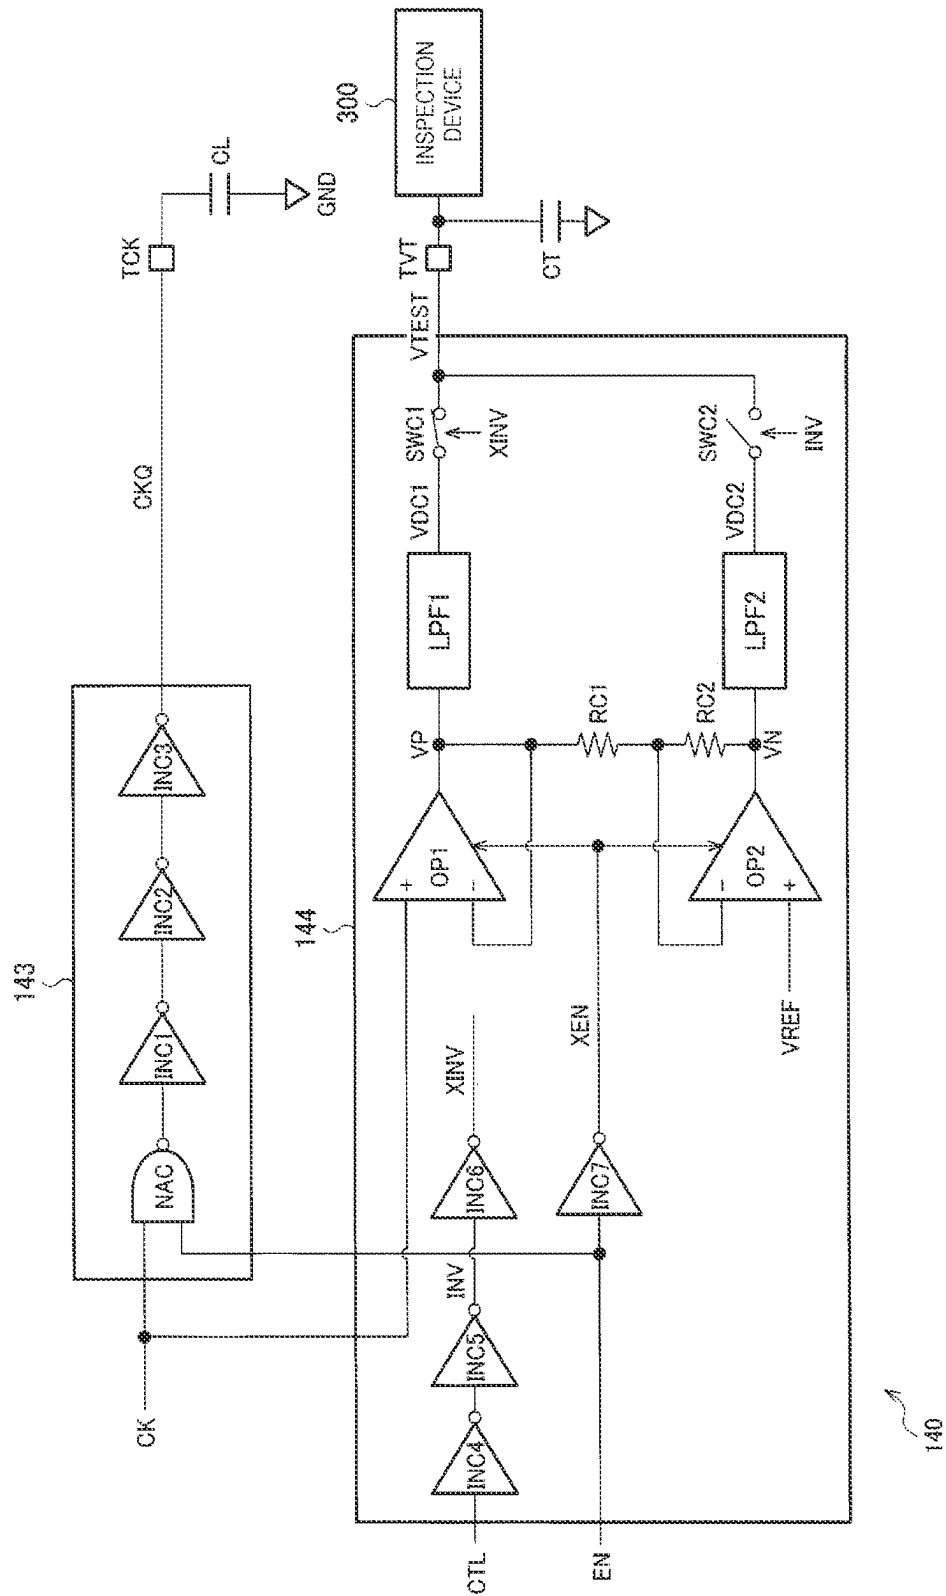 143
CK
NAC
INC1
INC2
INC3
CKQ
TCK
CL
GND
144
CTL
INC4
INC5
INV
INC6
XINV
EN
INC7
XEN
VREF
+
-
OP1
-
+
OP2
VP
RC1
RC2
VN
LPF1
LPF2
VDC1
VDC2
SWC1
XINV
SWC2
INV
VTEST
TVT
CT
300
INSPECTION
DEVICE
140